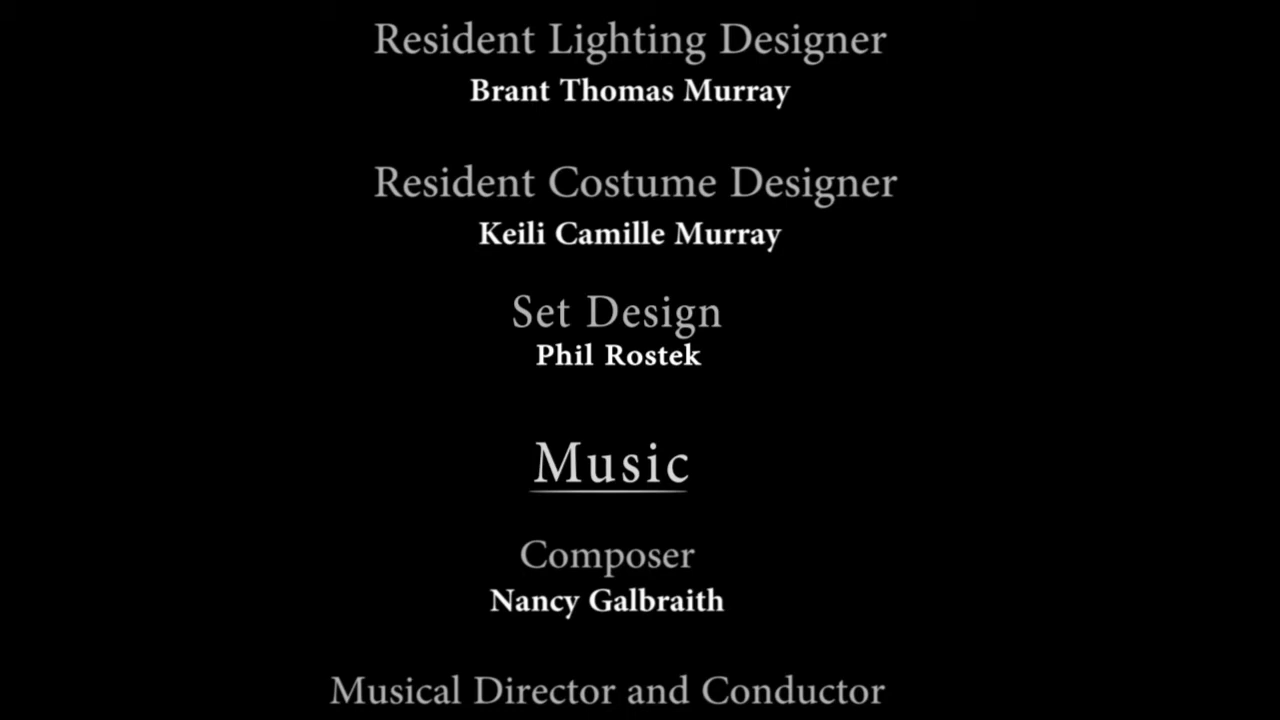 Resident Lighting Designer
Brant Thomas Murray
Resident Costume Designer
Keili Camille Murray
Set Design
Phil Rostek
Music
Composer
Nancy Galbraith
Musical Director and Conductor